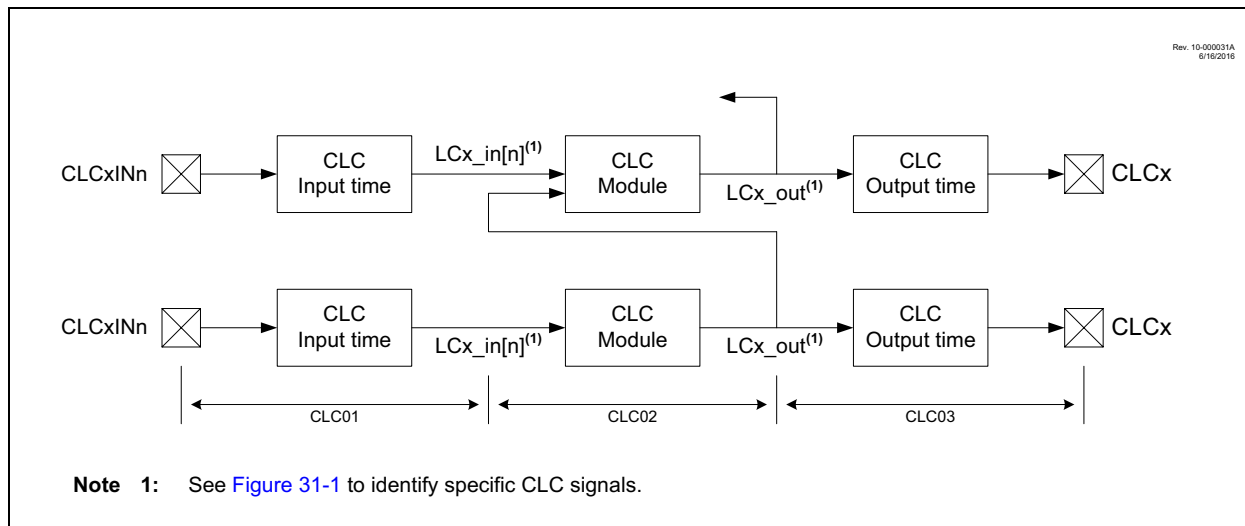 Rev. 10-000031A
6/16/2016
CLCxINn
CLC
Input time
LCx_in[n](1)
CLC
Module
LCx_out(1)
CLC
Output time
CLCx
CLCxINn
CLC
Input time
LCx_in[n](1)
CLC
Module
LCx_out(1)
CLC
Output time
CLCx
CLC01
CLC02
CLC03
Note 1: See Figure 31-1 to identify specific CLC signals.